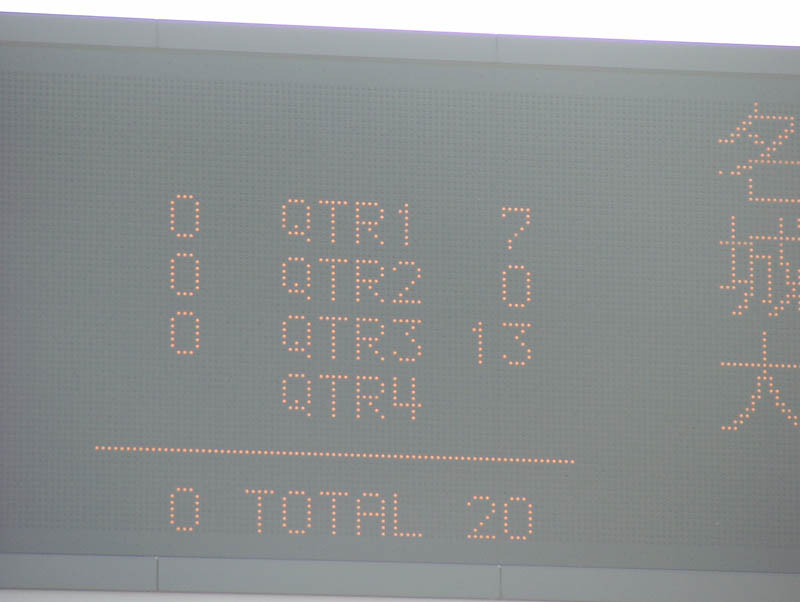 0 QTR1 7
0 QTR2 0
0 QTR3 13
QTR4
0 TOTAL 20
名城大